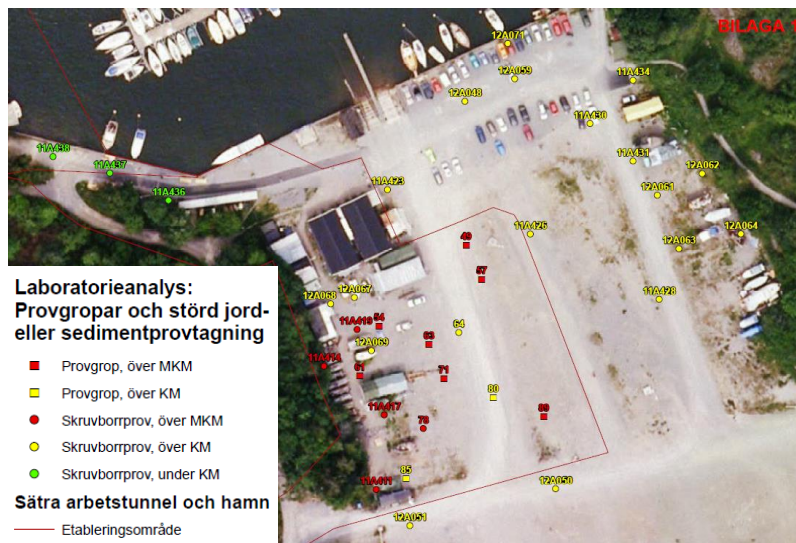 BILAGA 1
12A071
12A059
11A434
12A048
11A430
11A438
11A437
11A436
11A431
12A062
11A423
12A061
12A064
49
11A426
12A063
57
12A068
12A067
11A428
54
11A419
64
63
12A069
11A414
61
71
80
11A417
78
89
85
11A411
12A050
12A051
Laboratorieanalys:
Provgropar och störd jord-
eller sedimentprovtagning
Provgrop, över MKM
Provgrop, över KM
Skruvborrprov, över MKM
Skruvborrprov, över KM
Skruvborrprov, under KM
Sätra arbetstunnel och hamn
Etableringsområde